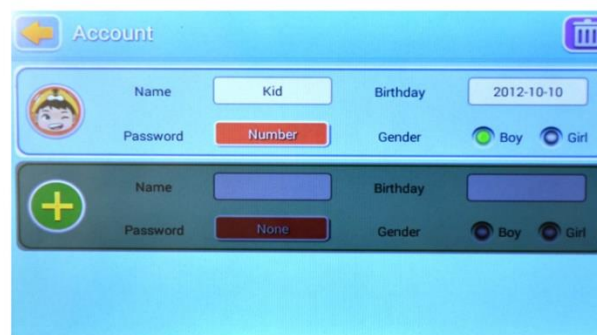 Account
Name Kid Birthday 2012-10-10
Password Number Gender Boy Girl
Name Birthday
Password None Gender Boy Girl